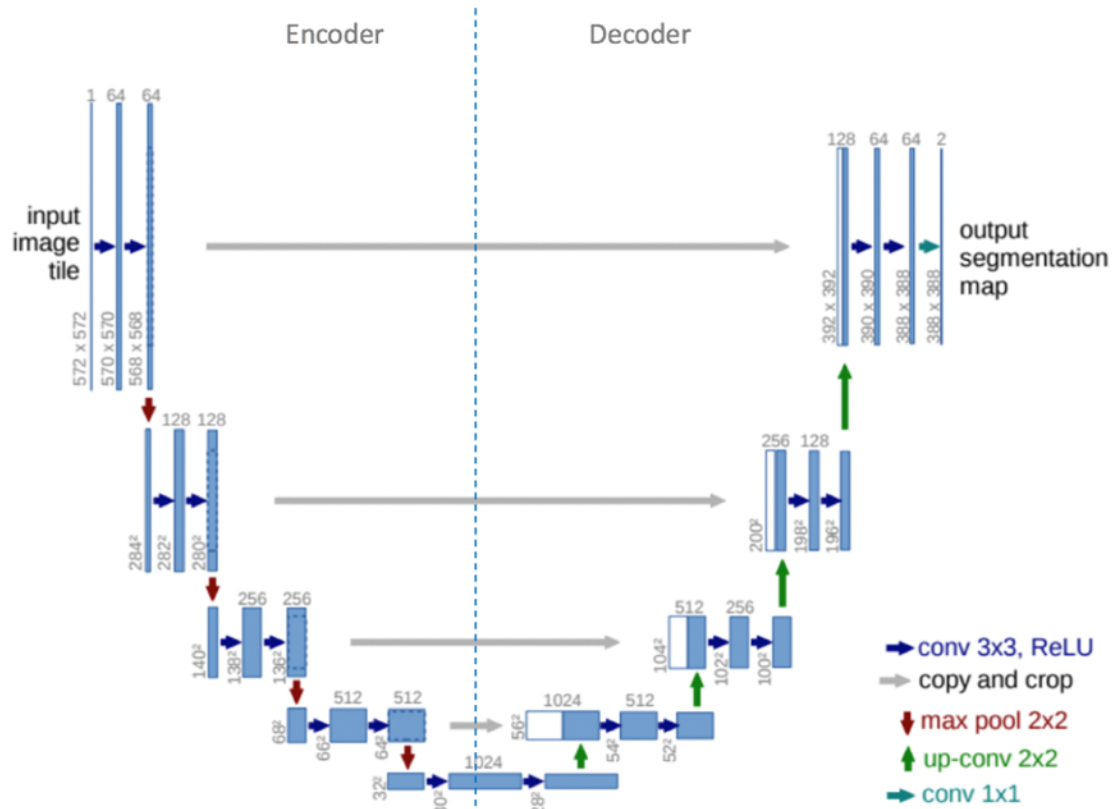 Encoder
Decoder
1 64 64
128 64 64 2
input
image
tile
output
segmentation
map
572 x 572
570 x 570
568 x 568
392 x 392
390 x 390
388 x 388
388 x 388
128 128
256 128
284²
282²
280²
200²
198²
196²
256 256
512 256
140²
138²
136²
104²
102²
100²
conv 3x3, ReLU
copy and crop
max pool 2x2
up-conv 2x2
conv 1x1
512 512
1024 512
68²
66²
64²
56²
54²
52²
1024
32²